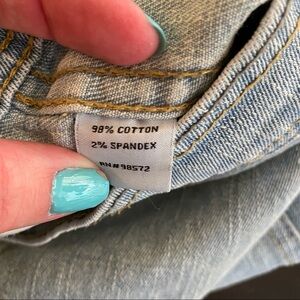 98% COTTON
2% SPANDEX
RN# 98572